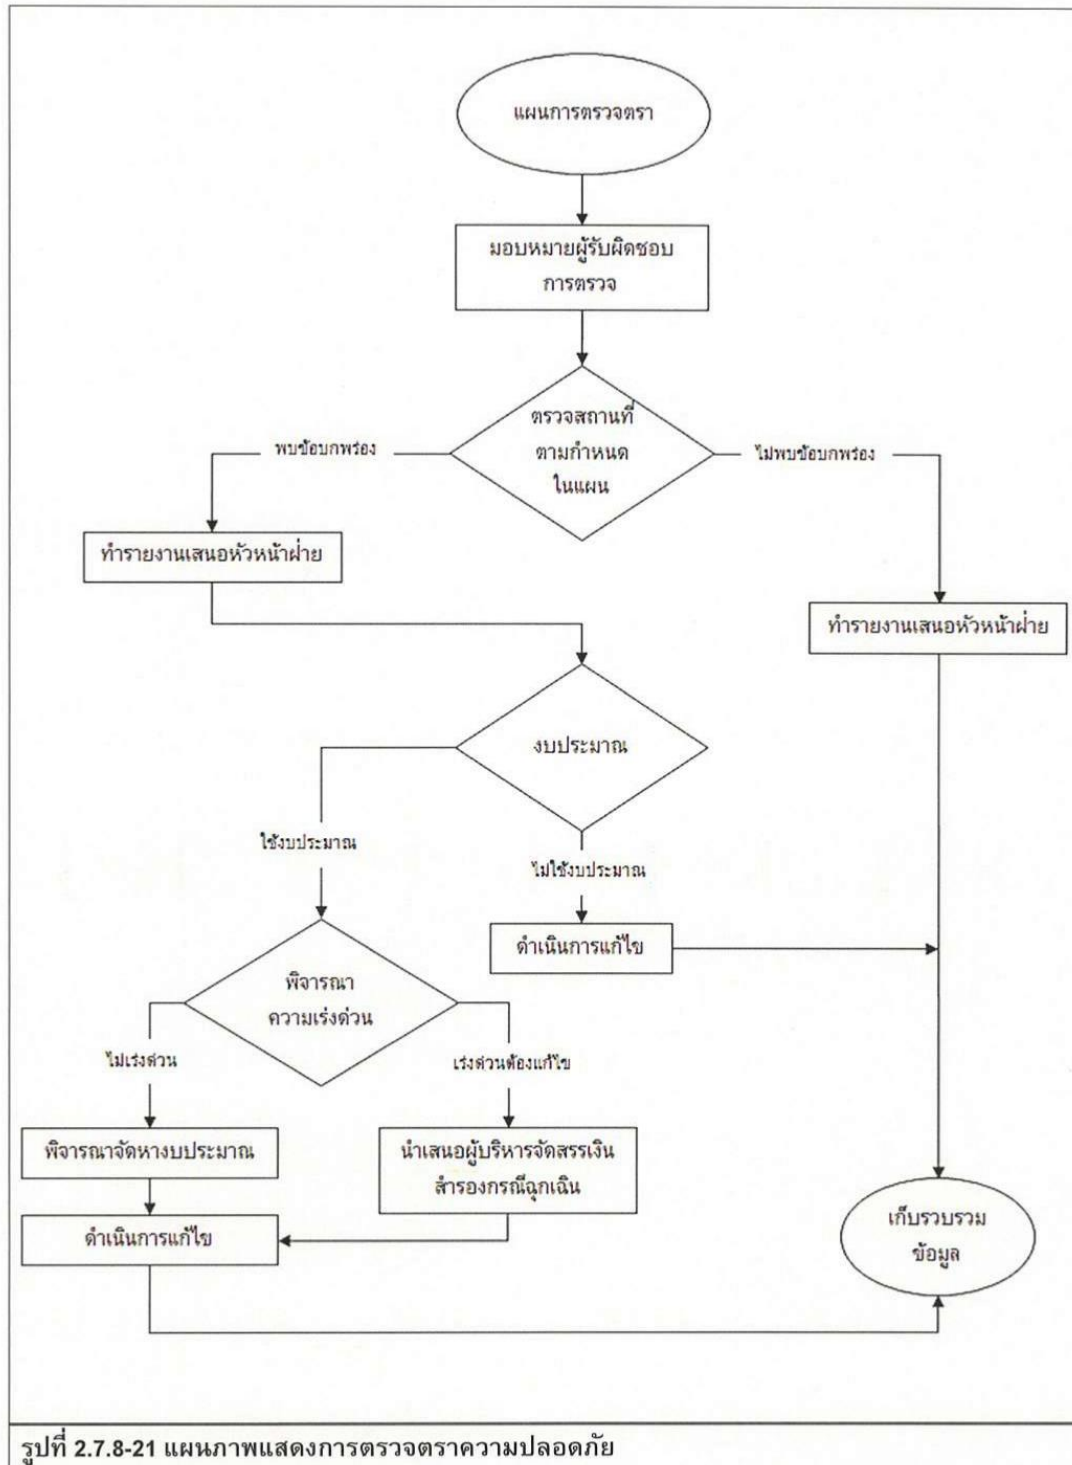 แผนการตรวจตรา
มอบหมายผู้รับผิดชอบ
การตรวจ
ตรวจสถานที่
ตามกำหนด
ในแผน
พบข้อบกพร่อง
ไม่พบข้อบกพร่อง
ทำรายงานเสนอหัวหน้าฝ่าย
ทำรายงานเสนอหัวหน้าฝ่าย
งบประมาณ
ใช้งบประมาณ
ไม่ใช้งบประมาณ
ดำเนินการแก้ไข
พิจารณา
ความเร่งด่วน
ไม่เร่งด่วน
เร่งด่วนต้องแก้ไข
พิจารณาจัดหางบประมาณ
นำเสนอผู้บริหารจัดสรรเงิน
สำรองกรณีฉุกเฉิน
ดำเนินการแก้ไข
เก็บรวบรวม
ข้อมูล
รูปที่ 2.7.8-21 แผนภาพแสดงการตรวจตราความปลอดภัย